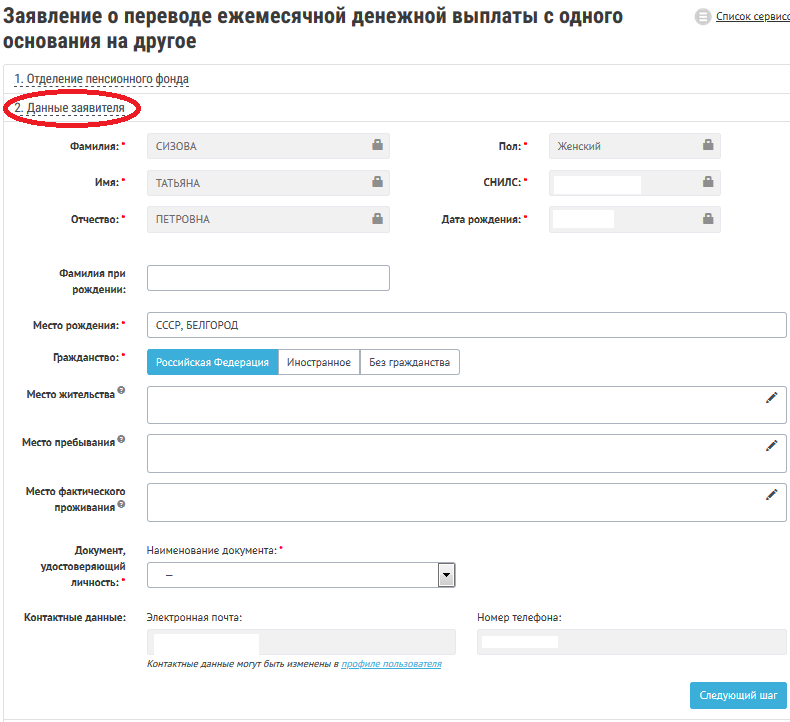 Заявление о переводе ежемесячной денежной выплаты с одного
основания на другое
Список сервисо
1. Отделение пенсионного фонда
2. Данные заявителя
Фамилия: * СИЗОВА
Пол: * Женский
Имя: * ТАТЬЯНА
СНИЛС: *
Отчество: * ПЕТРОВНА
Дата рождения: *
Фамилия при
рождении:
Место рождения: * СССР, БЕЛГОРОД
Гражданство: * Российская Федерация Иностранное Без гражданства
Место жительства ?
Место пребывания ?
Место фактического
проживания ?
Документ,
удостоверяющий
личность: *
Наименование документа: *
—
Контактные данные:
Электронная почта:
Номер телефона:
Контактные данные могут быть изменены в профиле пользователя
Следующий шаг